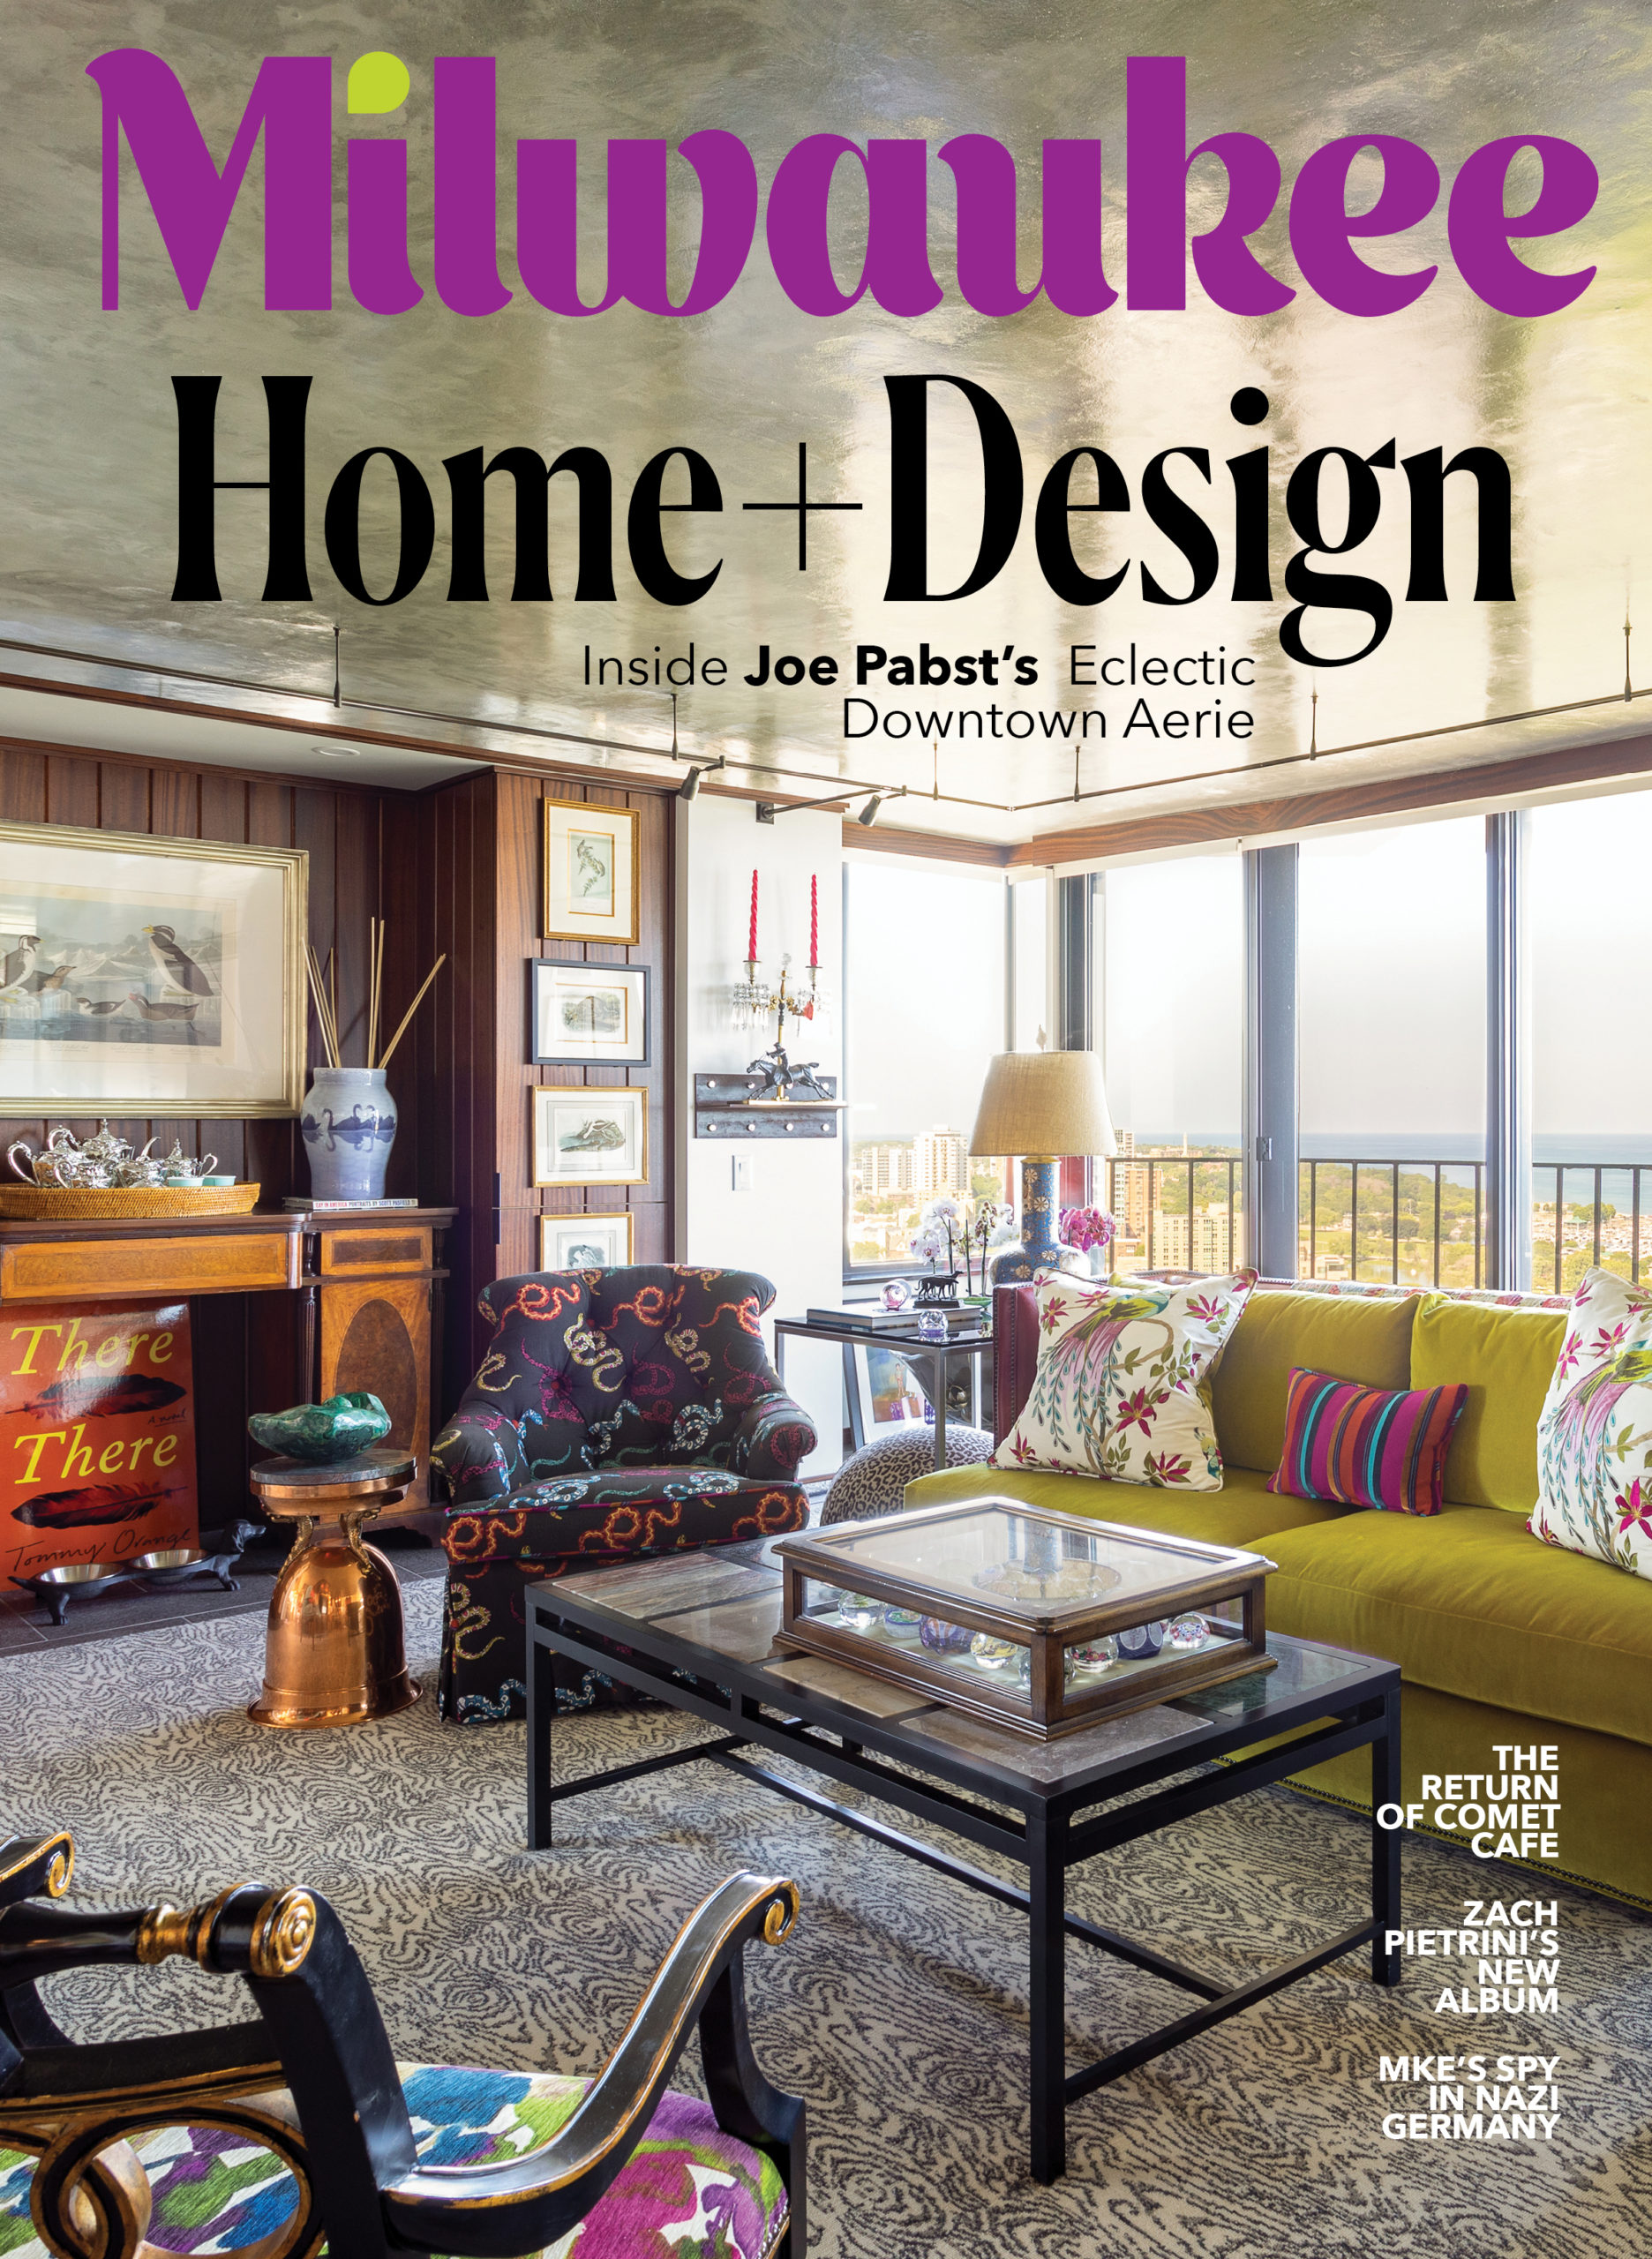 Milwaukee
Home+Design
Inside Joe Pabst's Eclectic
Downtown Aerie
There
A novel
There
Tommy Orange
THE
RETURN
OF COMET
CAFE
ZACH
PIETRINI'S
NEW
ALBUM
MKE'S SPY
IN NAZI
GERMANY